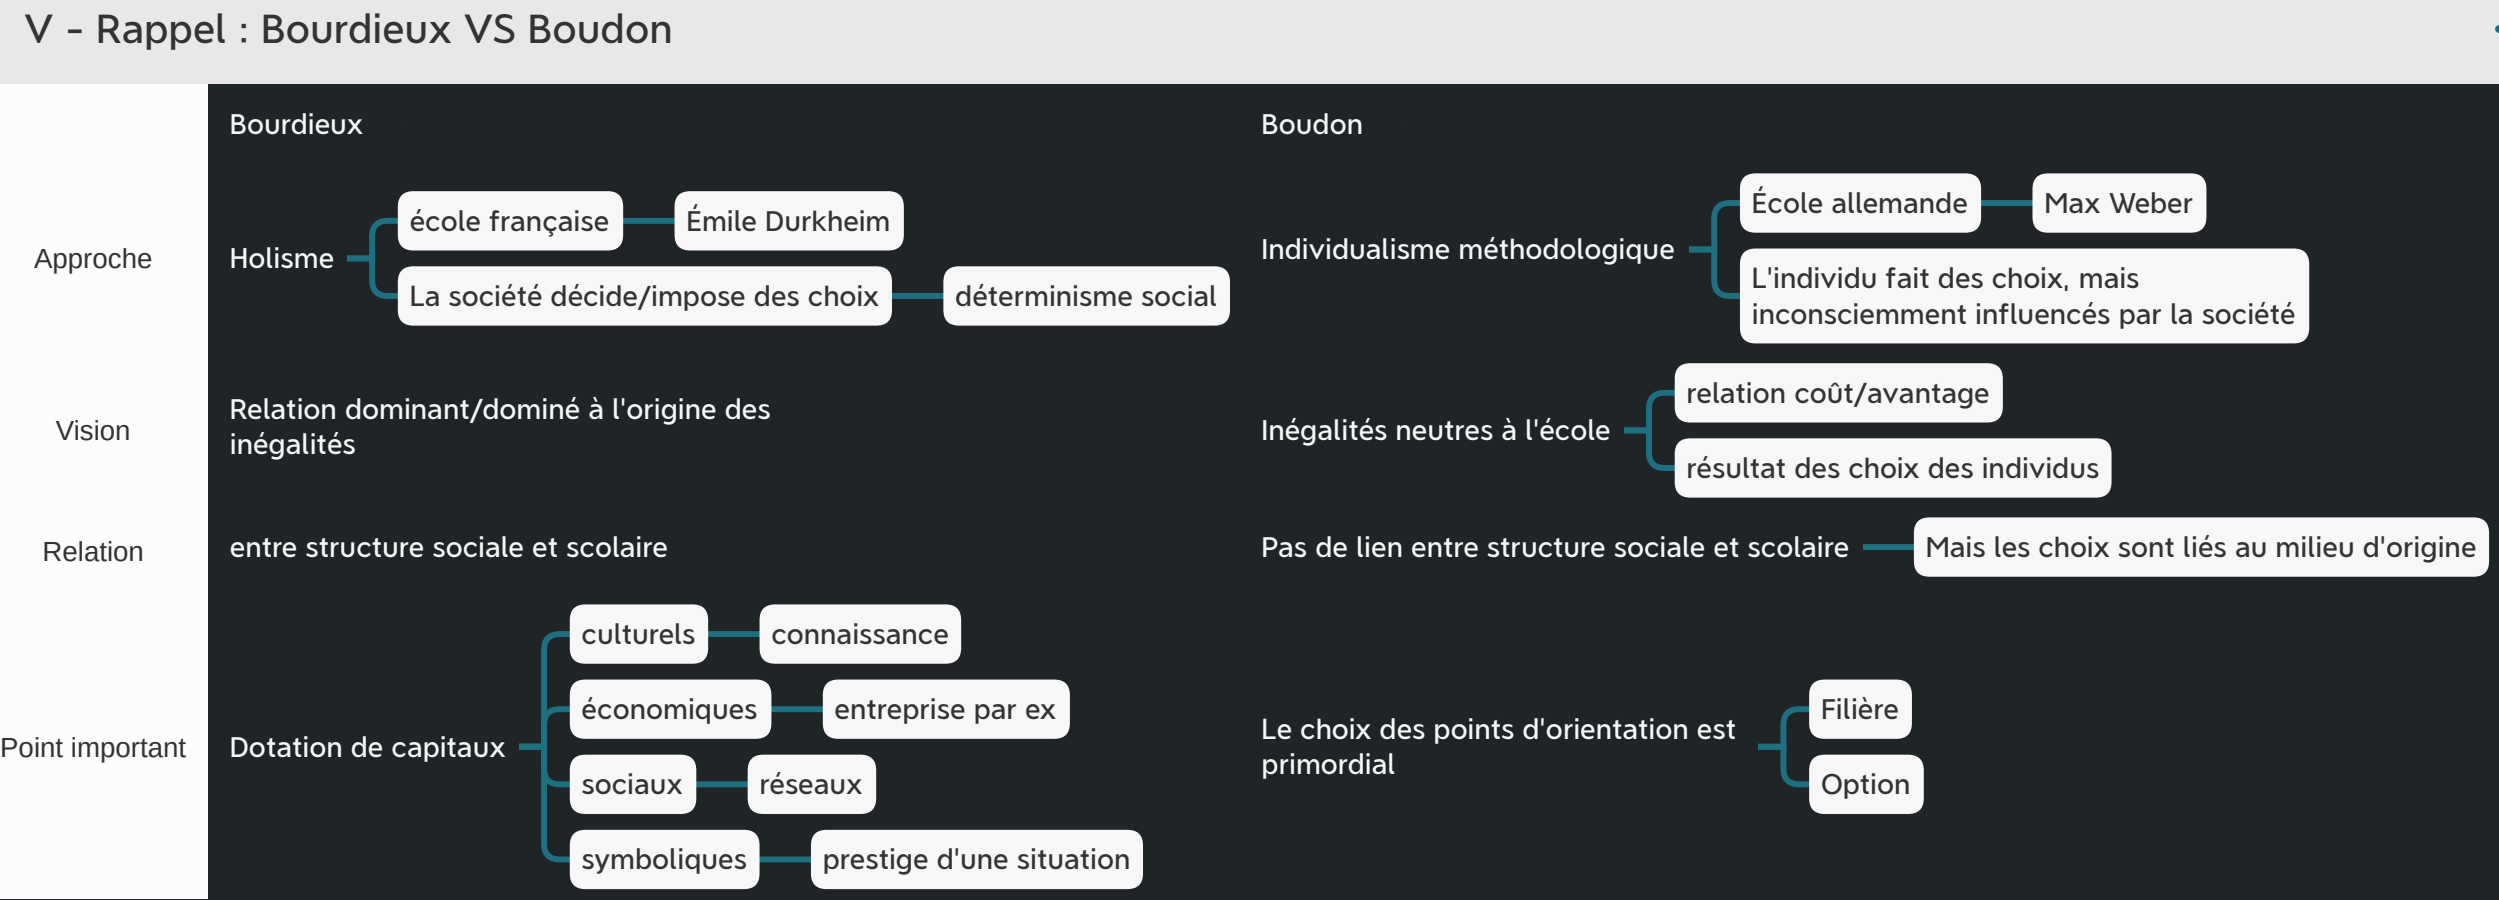 V - Rappel : Bourdieux VS Boudon
Bourdieux
Boudon
Approche
Holisme
école française
Émile Durkheim
La société décide/impose des choix
déterminisme social
Individualisme méthodologique
École allemande
Max Weber
L'individu fait des choix, mais
inconsciemment influencés par la société
Vision
Relation dominant/dominé à l'origine des
inégalités
Inégalités neutres à l'école
relation coût/avantage
résultat des choix des individus
Relation
entre structure sociale et scolaire
Pas de lien entre structure sociale et scolaire
Mais les choix sont liés au milieu d'origine
Point important
Dotation de capitaux
culturels
connaissance
économiques
entreprise par ex
sociaux
réseaux
symboliques
prestige d'une situation
Le choix des points d'orientation est
primordial
Filière
Option